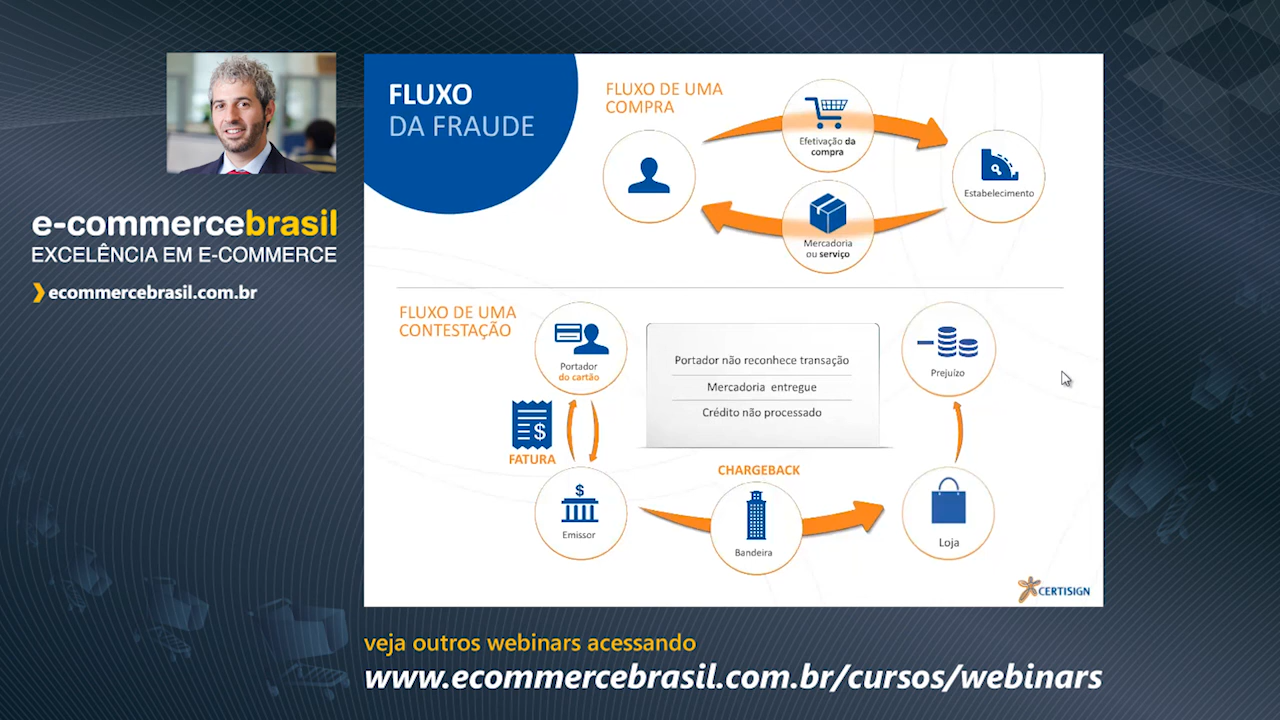 e-commercebrasil
EXCELÊNCIA EM E-COMMERCE
ecommercebrasil.com.br
FLUXO
DA FRAUDE
FLUXO DE UMA
COMPRA
Efetivação da
compra
Estabelecimento
Mercadoria
ou serviço
FLUXO DE UMA
CONTESTAÇÃO
Portador
do cartão
Portador não reconhece transação
Mercadoria entregue
Crédito não processado
Prejuízo
$
FATURA
CHARGEBACK
$
Emissor
Bandeira
Loja
CERTISIGN
veja outros webinars acessando
www.ecommercebrasil.com.br/cursos/webinars